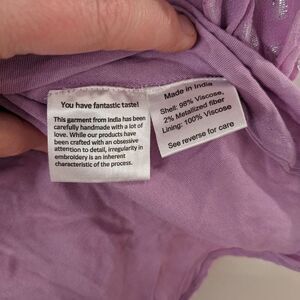 You have fantastic taste!
This garment from India has been
carefully handmade with a lot of
love. While our products have
been crafted with an obsessive
attention to detail, irregularity in
embroidery is an inherent
characteristic of the process.
Made in India
Shell: 98% Viscose,
2% Metallized fiber
Lining: 100% Viscose
See reverse for care